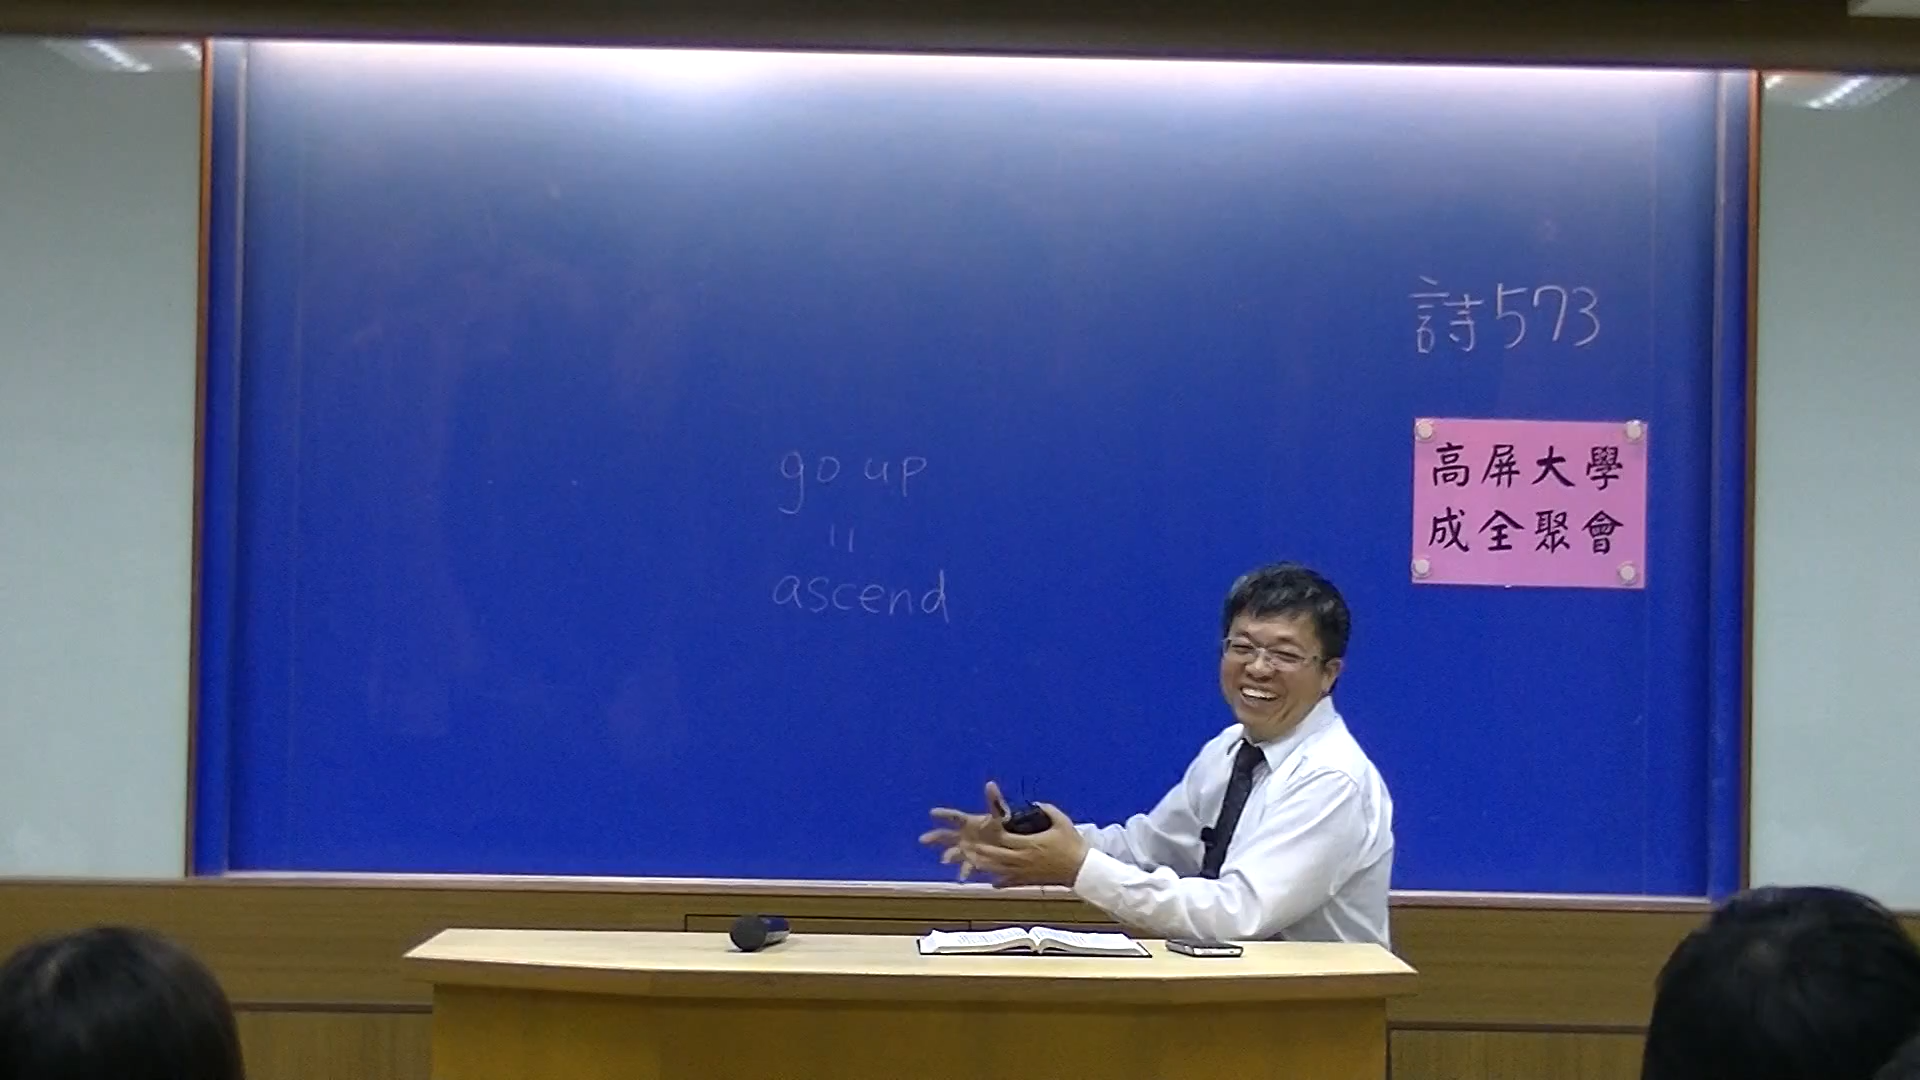 詩573
高屏大學
成全聚會
go up
=
ascend